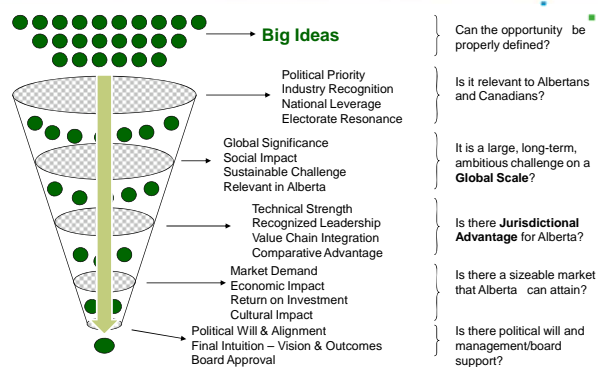 Big Ideas
Can the opportunity be
properly defined?
Political Priority
Industry Recognition
National Leverage
Electorate Resonance
Is it relevant to Albertans
and Canadians?
Global Significance
Social Impact
Sustainable Challenge
Relevant in Alberta
It is a large, long-term,
ambitious challenge on a
Global Scale?
Technical Strength
Recognized Leadership
Value Chain Integration
Comparative Advantage
Is there Jurisdictional
Advantage for Alberta?
Market Demand
Economic Impact
Return on Investment
Cultural Impact
Is there a sizeable market
that Alberta can attain?
Political Will & Alignment
Final Intuition – Vision & Outcomes
Board Approval
Is there political will and
management/board
support?